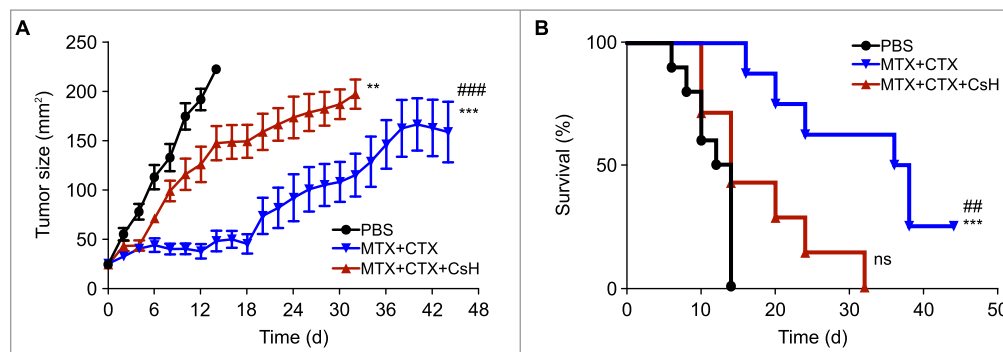 A
Tumor size (mm²)
250
200
150
100
50
0
0 6 12 18 24 30 36 42 48
Time (d)
**
###
***
PBS
MTX+CTX
MTX+CTX+CsH
B
Survival (%)
100
50
0
0 10 20 30 40 50
Time (d)
PBS
MTX+CTX
MTX+CTX+CsH
##
***
ns